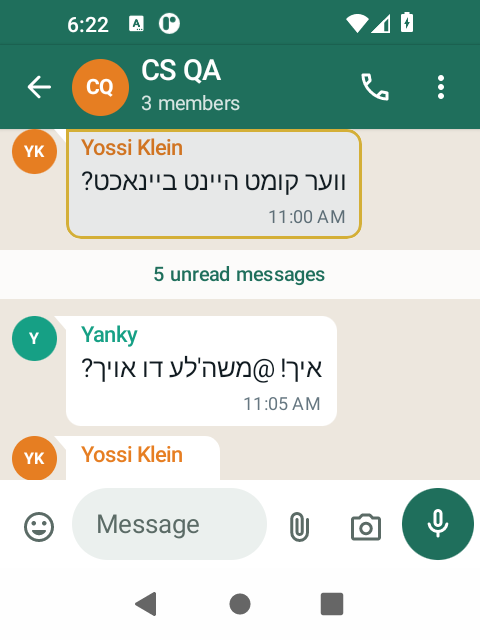 6:22
A
CQ
CS QA
3 members
YK
Yossi Klein
ווער קומט היינט ביינאכט?
11:00 AM
5 unread messages
Y
Yanky
איך! @משה'לע דו אויך?
11:05 AM
YK
Yossi Klein
Message